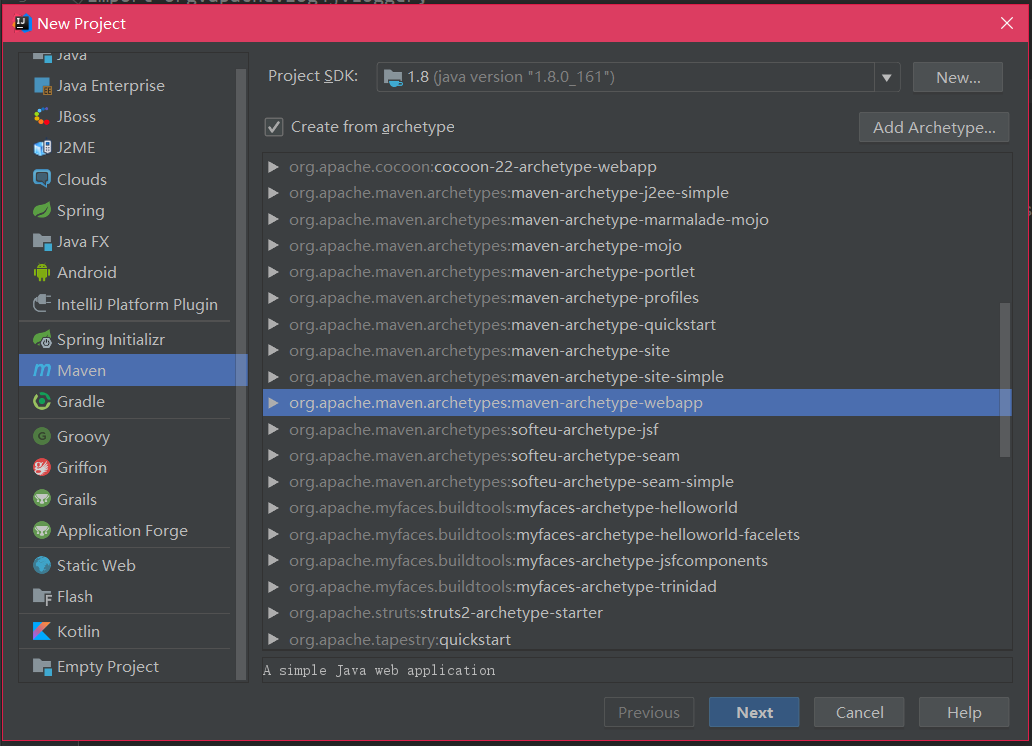 New Project
Java
Java Enterprise
JBoss
J2ME
Clouds
Spring
Java FX
Android
IntelliJ Platform Plugin
Spring Initializr
Maven
Gradle
Groovy
Griffon
Grails
Application Forge
Static Web
Flash
Kotlin
Empty Project
Project SDK: 1.8 (java version "1.8.0_161") New...
Create from archetype Add Archetype...
org.apache.cocoon:cocoon-22-archetype-webapp
org.apache.maven.archetypes:maven-archetype-j2ee-simple
org.apache.maven.archetypes:maven-archetype-marmalade-mojo
org.apache.maven.archetypes:maven-archetype-mojo
org.apache.maven.archetypes:maven-archetype-portlet
org.apache.maven.archetypes:maven-archetype-profiles
org.apache.maven.archetypes:maven-archetype-quickstart
org.apache.maven.archetypes:maven-archetype-site
org.apache.maven.archetypes:maven-archetype-site-simple
org.apache.maven.archetypes:maven-archetype-webapp
org.apache.maven.archetypes:softeu-archetype-jsf
org.apache.maven.archetypes:softeu-archetype-seam
org.apache.maven.archetypes:softeu-archetype-seam-simple
org.apache.myfaces.buildtools:myfaces-archetype-helloworld
org.apache.myfaces.buildtools:myfaces-archetype-helloworld-facelets
org.apache.myfaces.buildtools:myfaces-archetype-jsfcomponents
org.apache.myfaces.buildtools:myfaces-archetype-trinidad
org.apache.struts:struts2-archetype-starter
org.apache.tapestry:quickstart
A simple Java web application
Previous Next Cancel Help